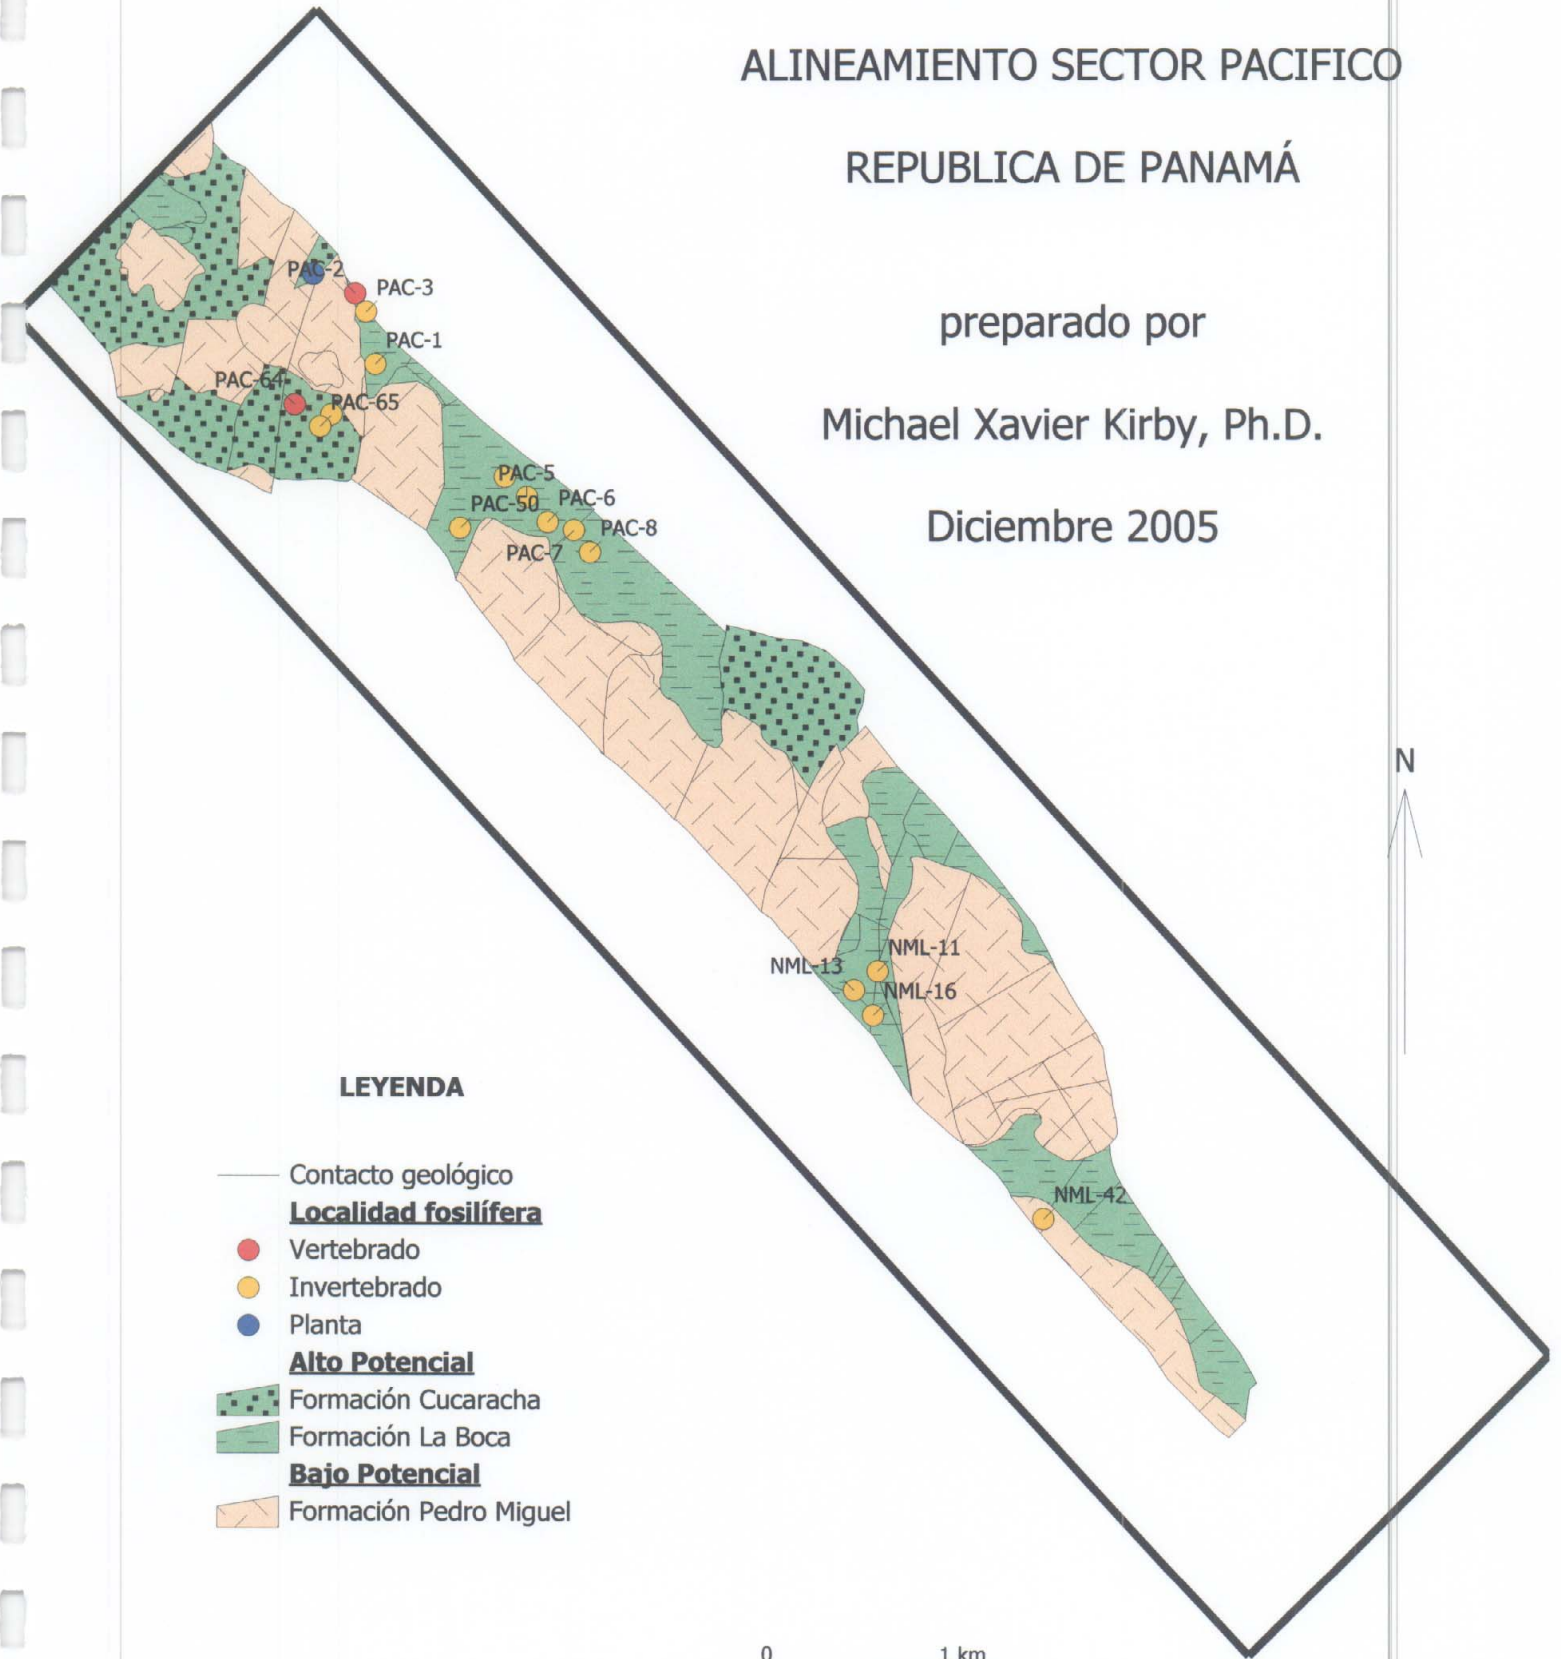 ALINEAMIENTO SECTOR PACIFICO
REPUBLICA DE PANAMÁ
preparado por
Michael Xavier Kirby, Ph.D.
Diciembre 2005
PAC-2
PAC-3
PAC-1
PAC-64
PAC-65
PAC-5
PAC-50
PAC-6
PAC-8
PAC-7
N
NML-11
NML-13
NML-16
NML-42
LEYENDA
Contacto geológico
Localidad fosilífera
Vertebrado
Invertebrado
Planta
Alto Potencial
Formación Cucaracha
Formación La Boca
Bajo Potencial
Formación Pedro Miguel
0 1 km